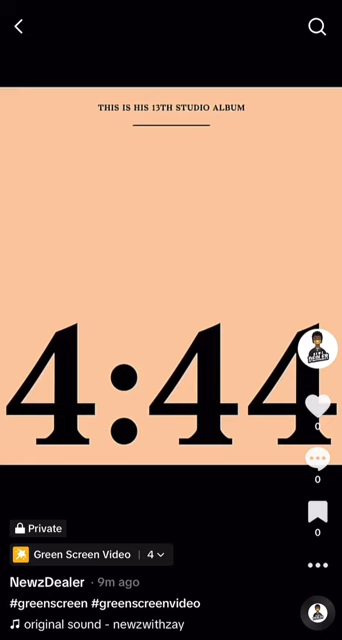 THIS IS HIS 13TH STUDIO ALBUM
4:44
0
0
0
Private
Green Screen Video | 4
NewzDealer · 9m ago
#greenscreen #greenscreenvideo
original sound - newzwithzay